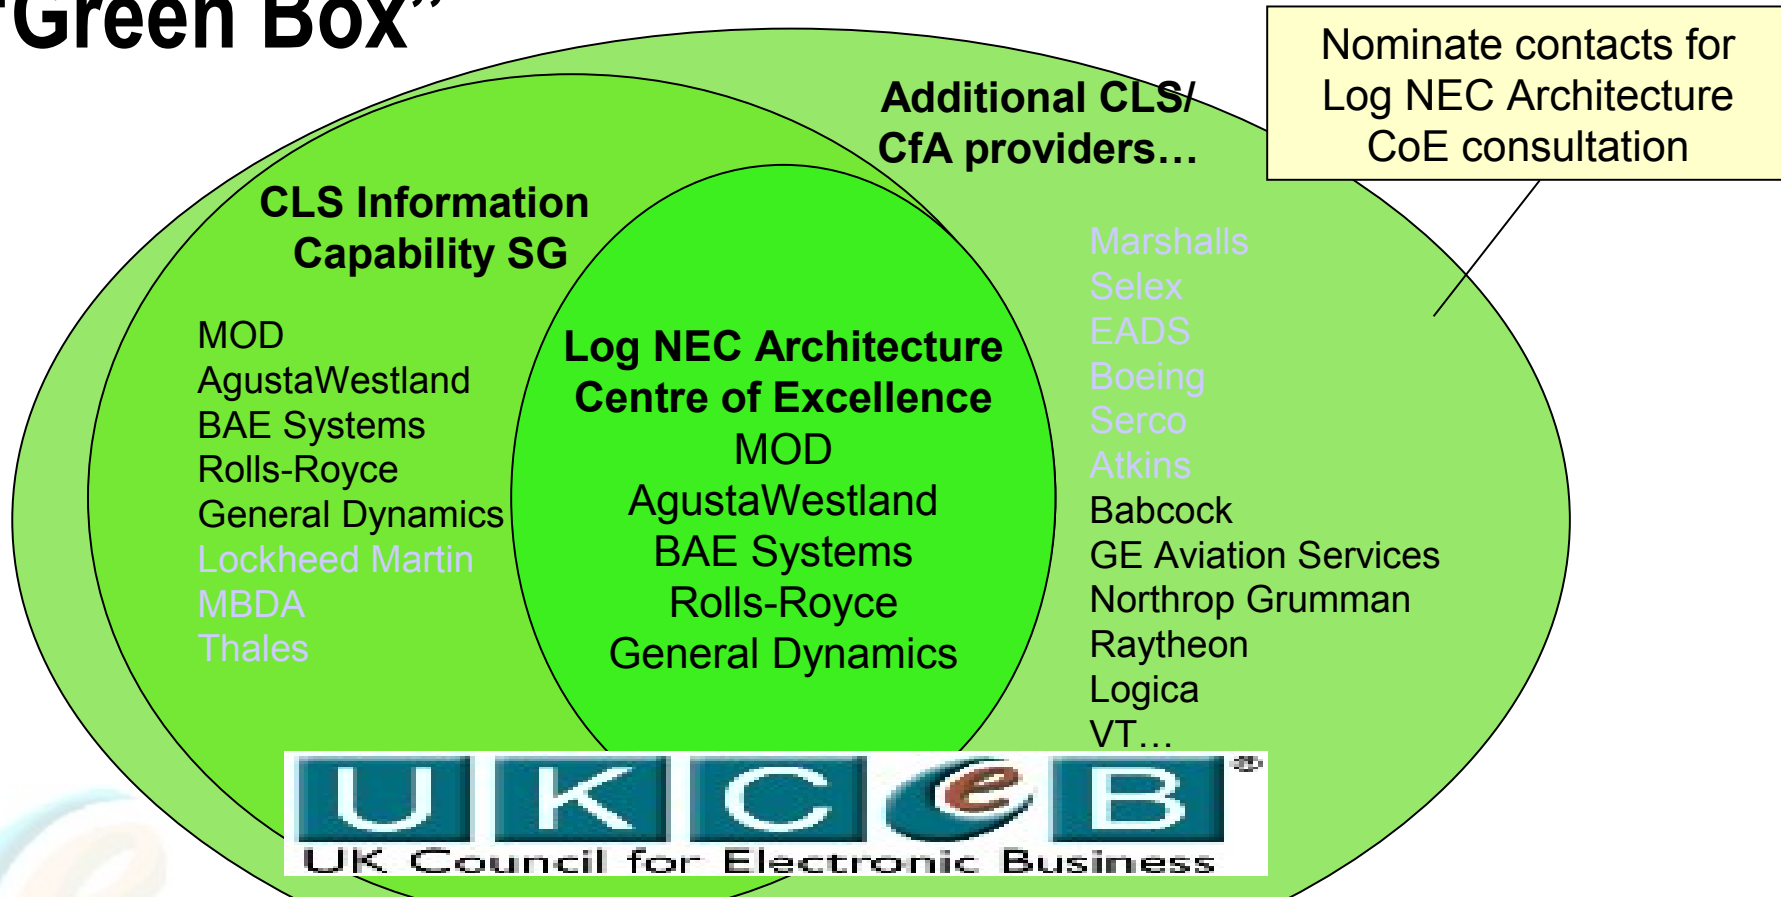 “Green Box”
Nominate contacts for
Log NEC Architecture
CoE consultation
Additional CLS/
CfA providers…
CLS Information
Capability SG
MOD
AgustaWestland
BAE Systems
Rolls-Royce
General Dynamics
Lockheed Martin
MBDA
Thales
Log NEC Architecture
Centre of Excellence
MOD
AgustaWestland
BAE Systems
Rolls-Royce
General Dynamics
Marshalls
Selex
EADS
Boeing
Serco
Atkins
Babcock
GE Aviation Services
Northrop Grumman
Raytheon
Logica
VT…
UKCeB®
UK Council for Electronic Business